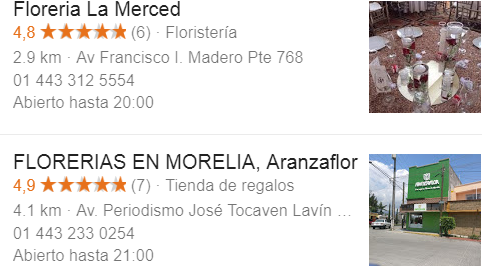 Floreria La Merced
4,8 ★★★★★ (6) · Floristería
2.9 km · Av Francisco I. Madero Pte 768
01 443 312 5554
Abierto hasta 20:00
FLORERIAS EN MORELIA, Aranzaflor
4,9 ★★★★★ (7) · Tienda de regalos
4.1 km · Av. Periodismo José Tocaven Lavín ...
01 443 233 0254
Abierto hasta 21:00